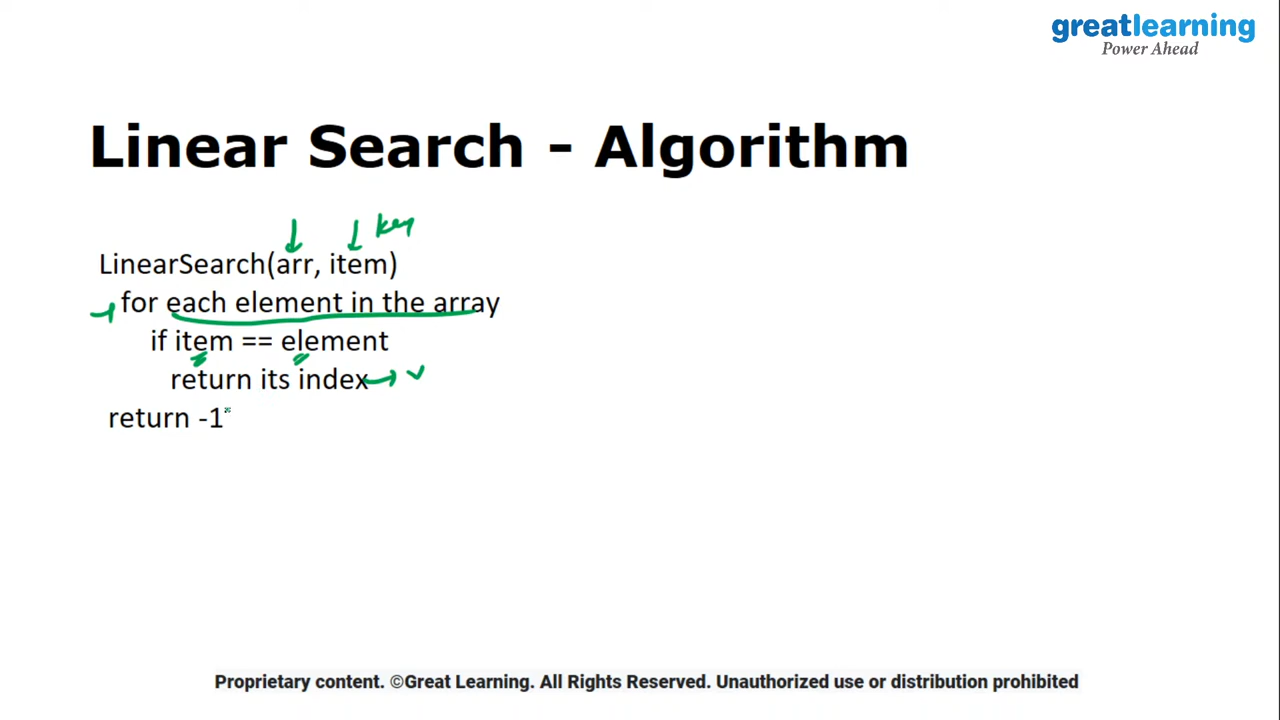 greatlearning
Power Ahead
Linear Search - Algorithm
key
LinearSearch(arr, item)
for each element in the array
if item == element
return its index
return -1
Proprietary content. ©Great Learning. All Rights Reserved. Unauthorized use or distribution prohibited